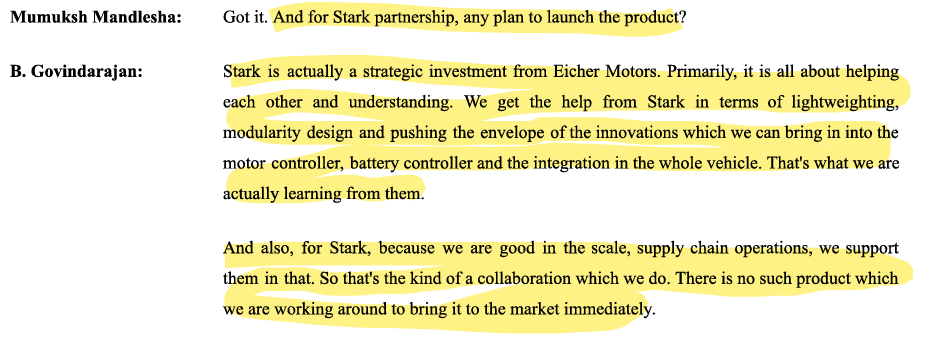 Mumuksh Mandlesha: Got it. And for Stark partnership, any plan to launch the product?
B. Govindarajan: Stark is actually a strategic investment from Eicher Motors. Primarily, it is all about helping
each other and understanding. We get the help from Stark in terms of lightweighting,
modularity design and pushing the envelope of the innovations which we can bring in into the
motor controller, battery controller and the integration in the whole vehicle. That's what we are
actually learning from them.
And also, for Stark, because we are good in the scale, supply chain operations, we support
them in that. So that's the kind of a collaboration which we do. There is no such product which
we are working around to bring it to the market immediately.